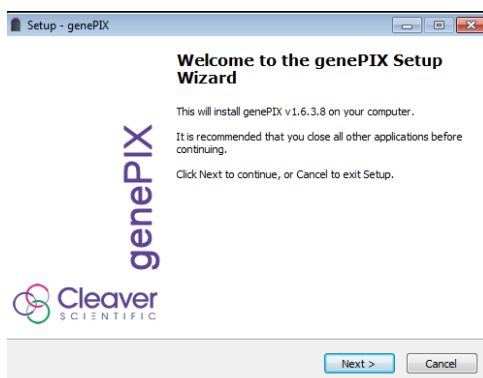 Setup - genePIX
Welcome to the genePIX Setup
Wizard
This will install genePIX v1.6.3.8 on your computer.
It is recommended that you close all other applications before
continuing.
Click Next to continue, or Cancel to exit Setup.
genePIX
Cleaver
SCIENTIFIC
Next >
Cancel